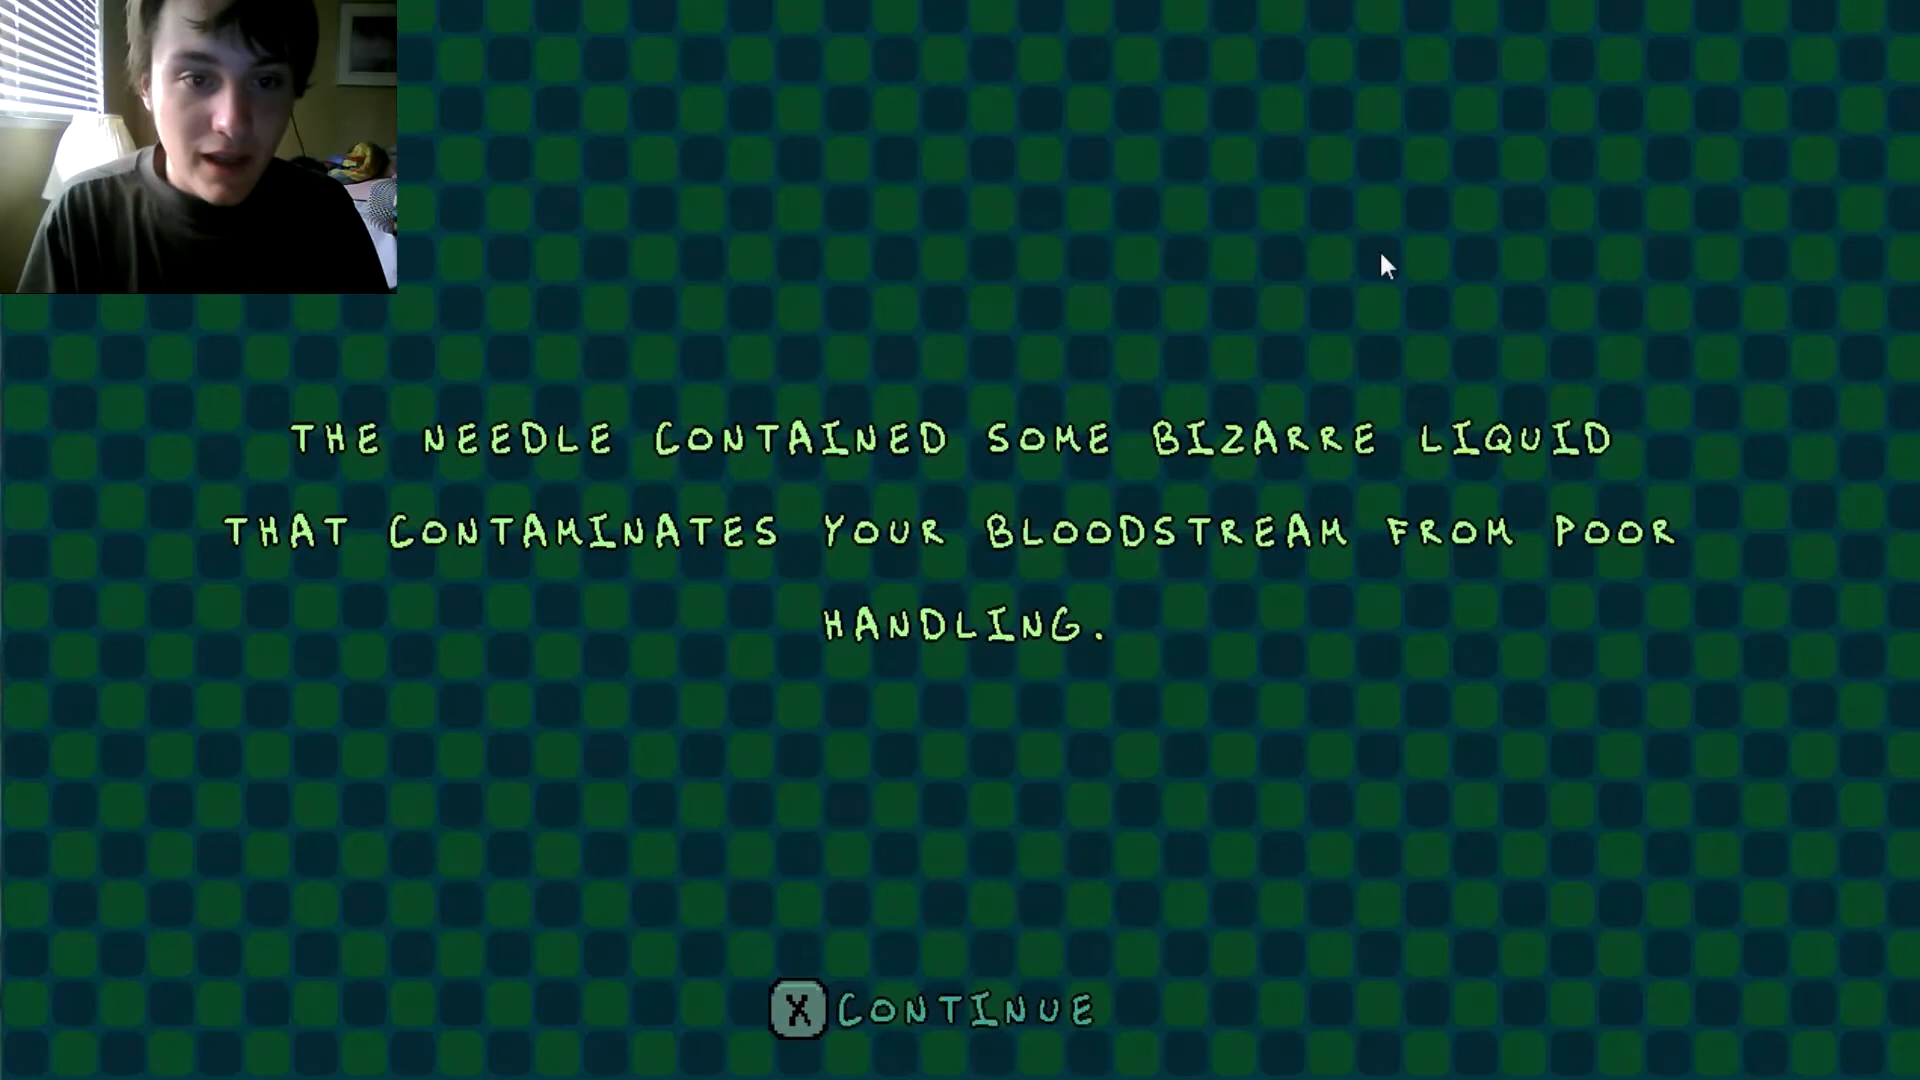 THE NEEDLE CONTAINED SOME BIZARRE LIQUID
THAT CONTAMINATES YOUR BLOODSTREAM FROM POOR
HANDLING.
X CONTINUE